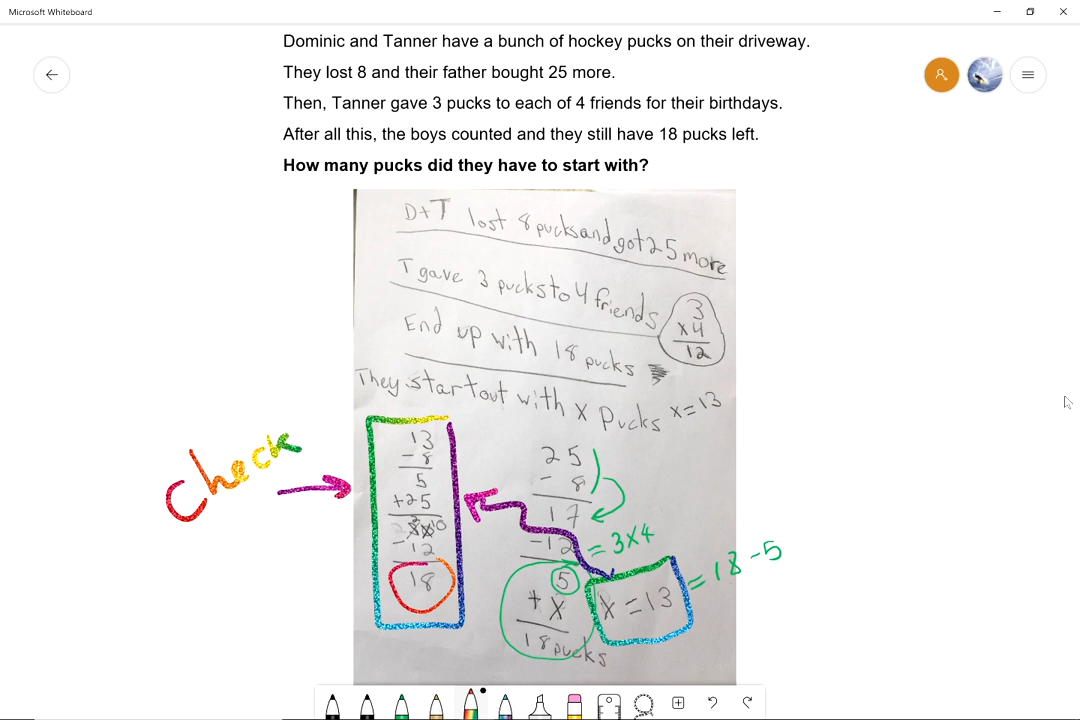 Microsoft Whiteboard
Dominic and Tanner have a bunch of hockey pucks on their driveway.
They lost 8 and their father bought 25 more.
Then, Tanner gave 3 pucks to each of 4 friends for their birthdays.
After all this, the boys counted and they still have 18 pucks left.
How many pucks did they have to start with?
D+T lost 8 pucks and got 25 more
T gave 3 pucks to 4 friends
3
x4
12
End up with 18 pucks
They start out with x Pucks x=13
Check
13
-8
5
+25
-12
18
25
- 8
17
-12 = 3x4
5
+ x
18 pucks
x = 13 = 18-5